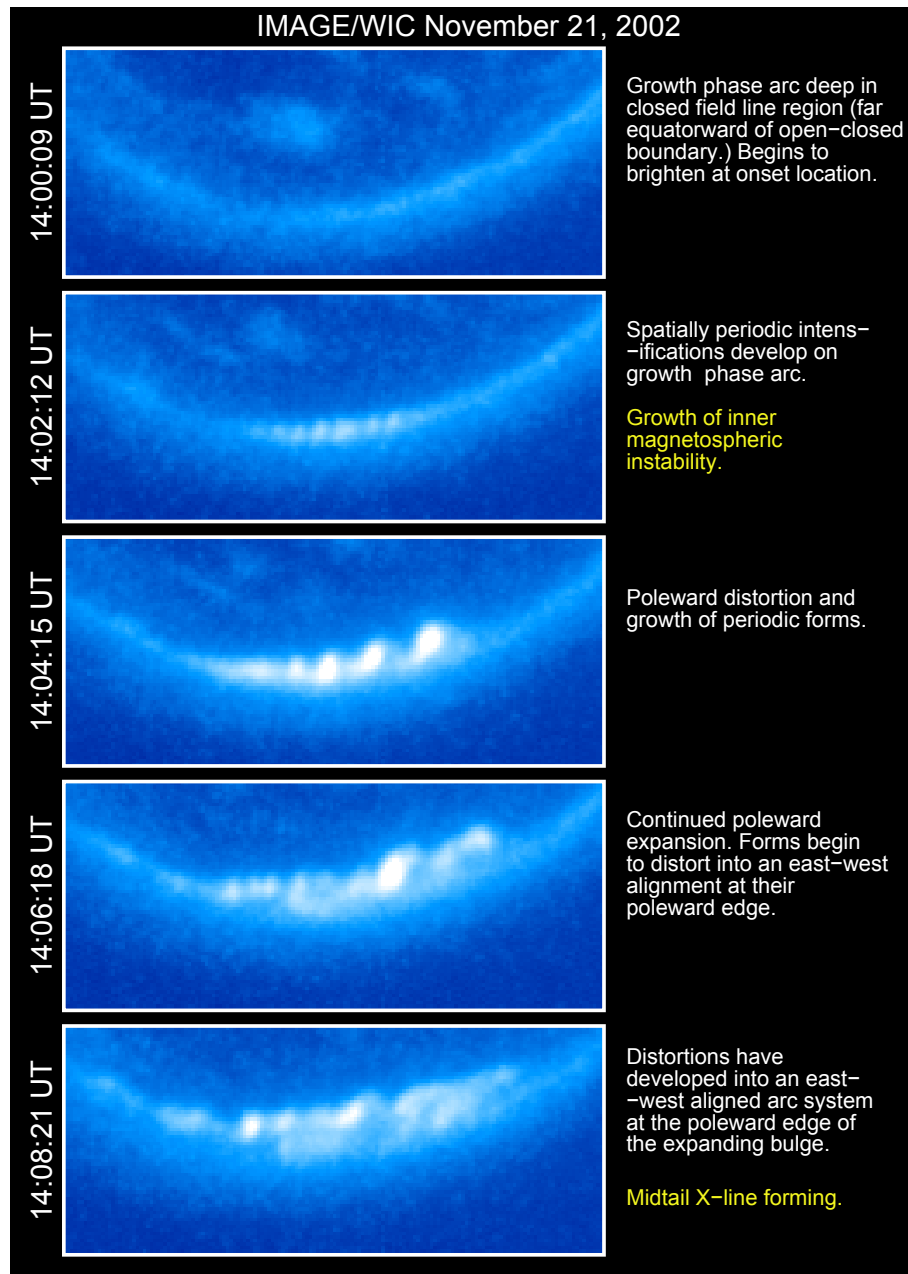 IMAGE/WIC November 21, 2002
14:00:09 UT
Growth phase arc deep in
closed field line region (far
equatorward of open−closed
boundary.) Begins to
brighten at onset location.
14:02:12 UT
Spatially periodic intens−
−ifications develop on
growth phase arc.
Growth of inner
magnetospheric
instability.
14:04:15 UT
Poleward distortion and
growth of periodic forms.
14:06:18 UT
Continued poleward
expansion. Forms begin
to distort into an east−west
alignment at their
poleward edge.
14:08:21 UT
Distortions have
developed into an east−
−west aligned arc system
at the poleward edge of
the expanding bulge.
Midtail X−line forming.